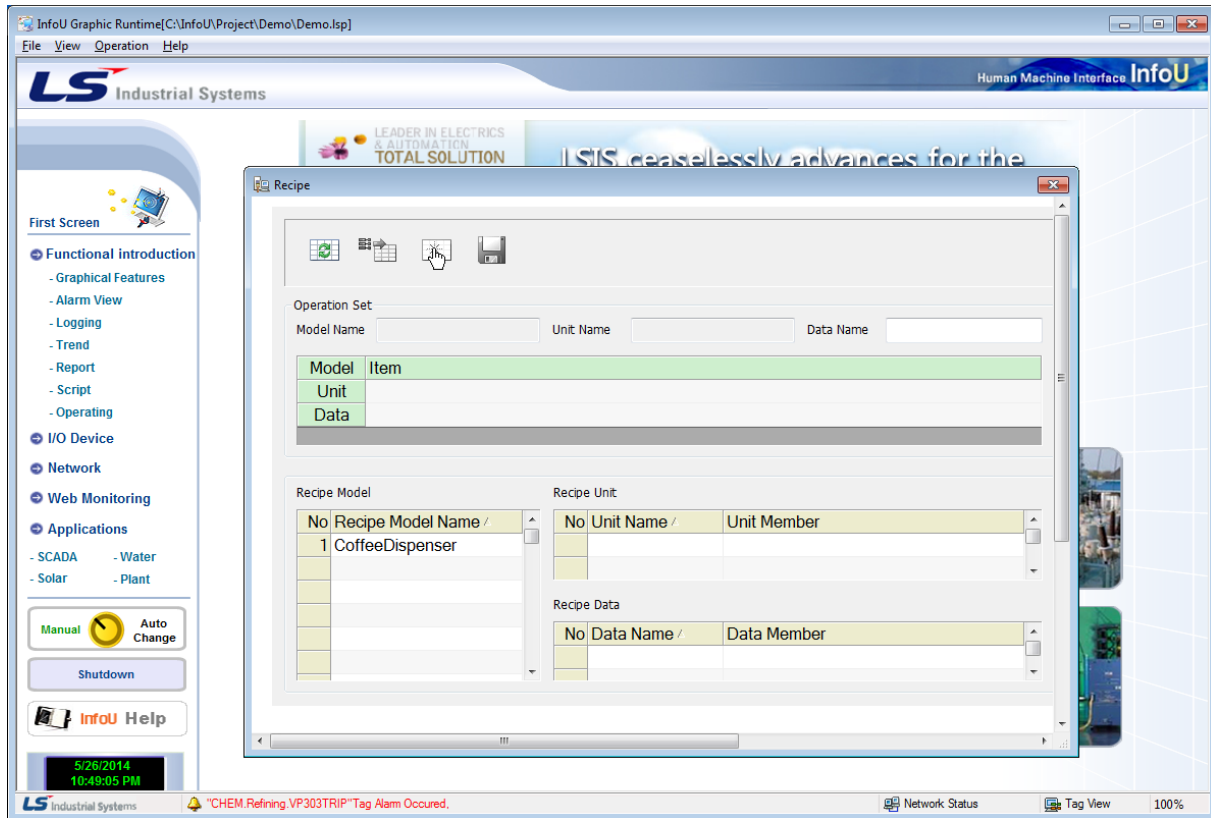 InfoU Graphic Runtime[C:\InfoU\Project\Demo\Demo.lsp]
File View Operation Help
LS Industrial Systems
Human Machine Interface InfoU
LEADER IN ELECTRICS
& AUTOMATION
TOTAL SOLUTION
LSIS ceaselessly advances for the
First Screen
Functional introduction
- Graphical Features
- Alarm View
- Logging
- Trend
- Report
- Script
- Operating
I/O Device
Network
Web Monitoring
Applications
- SCADA - Water
- Solar - Plant
Manual Auto Change
Shutdown
InfoU Help
5/26/2014
10:49:05 PM
Recipe
Operation Set
Model Name Unit Name Data Name
Model Item
Unit
Data
Recipe Model
No Recipe Model Name
1 CoffeeDispenser
Recipe Unit
No Unit Name Unit Member
Recipe Data
No Data Name Data Member
LS Industrial Systems "CHEM.Refining.VP303TRIP"Tag Alarm Occured, Network Status Tag View 100%